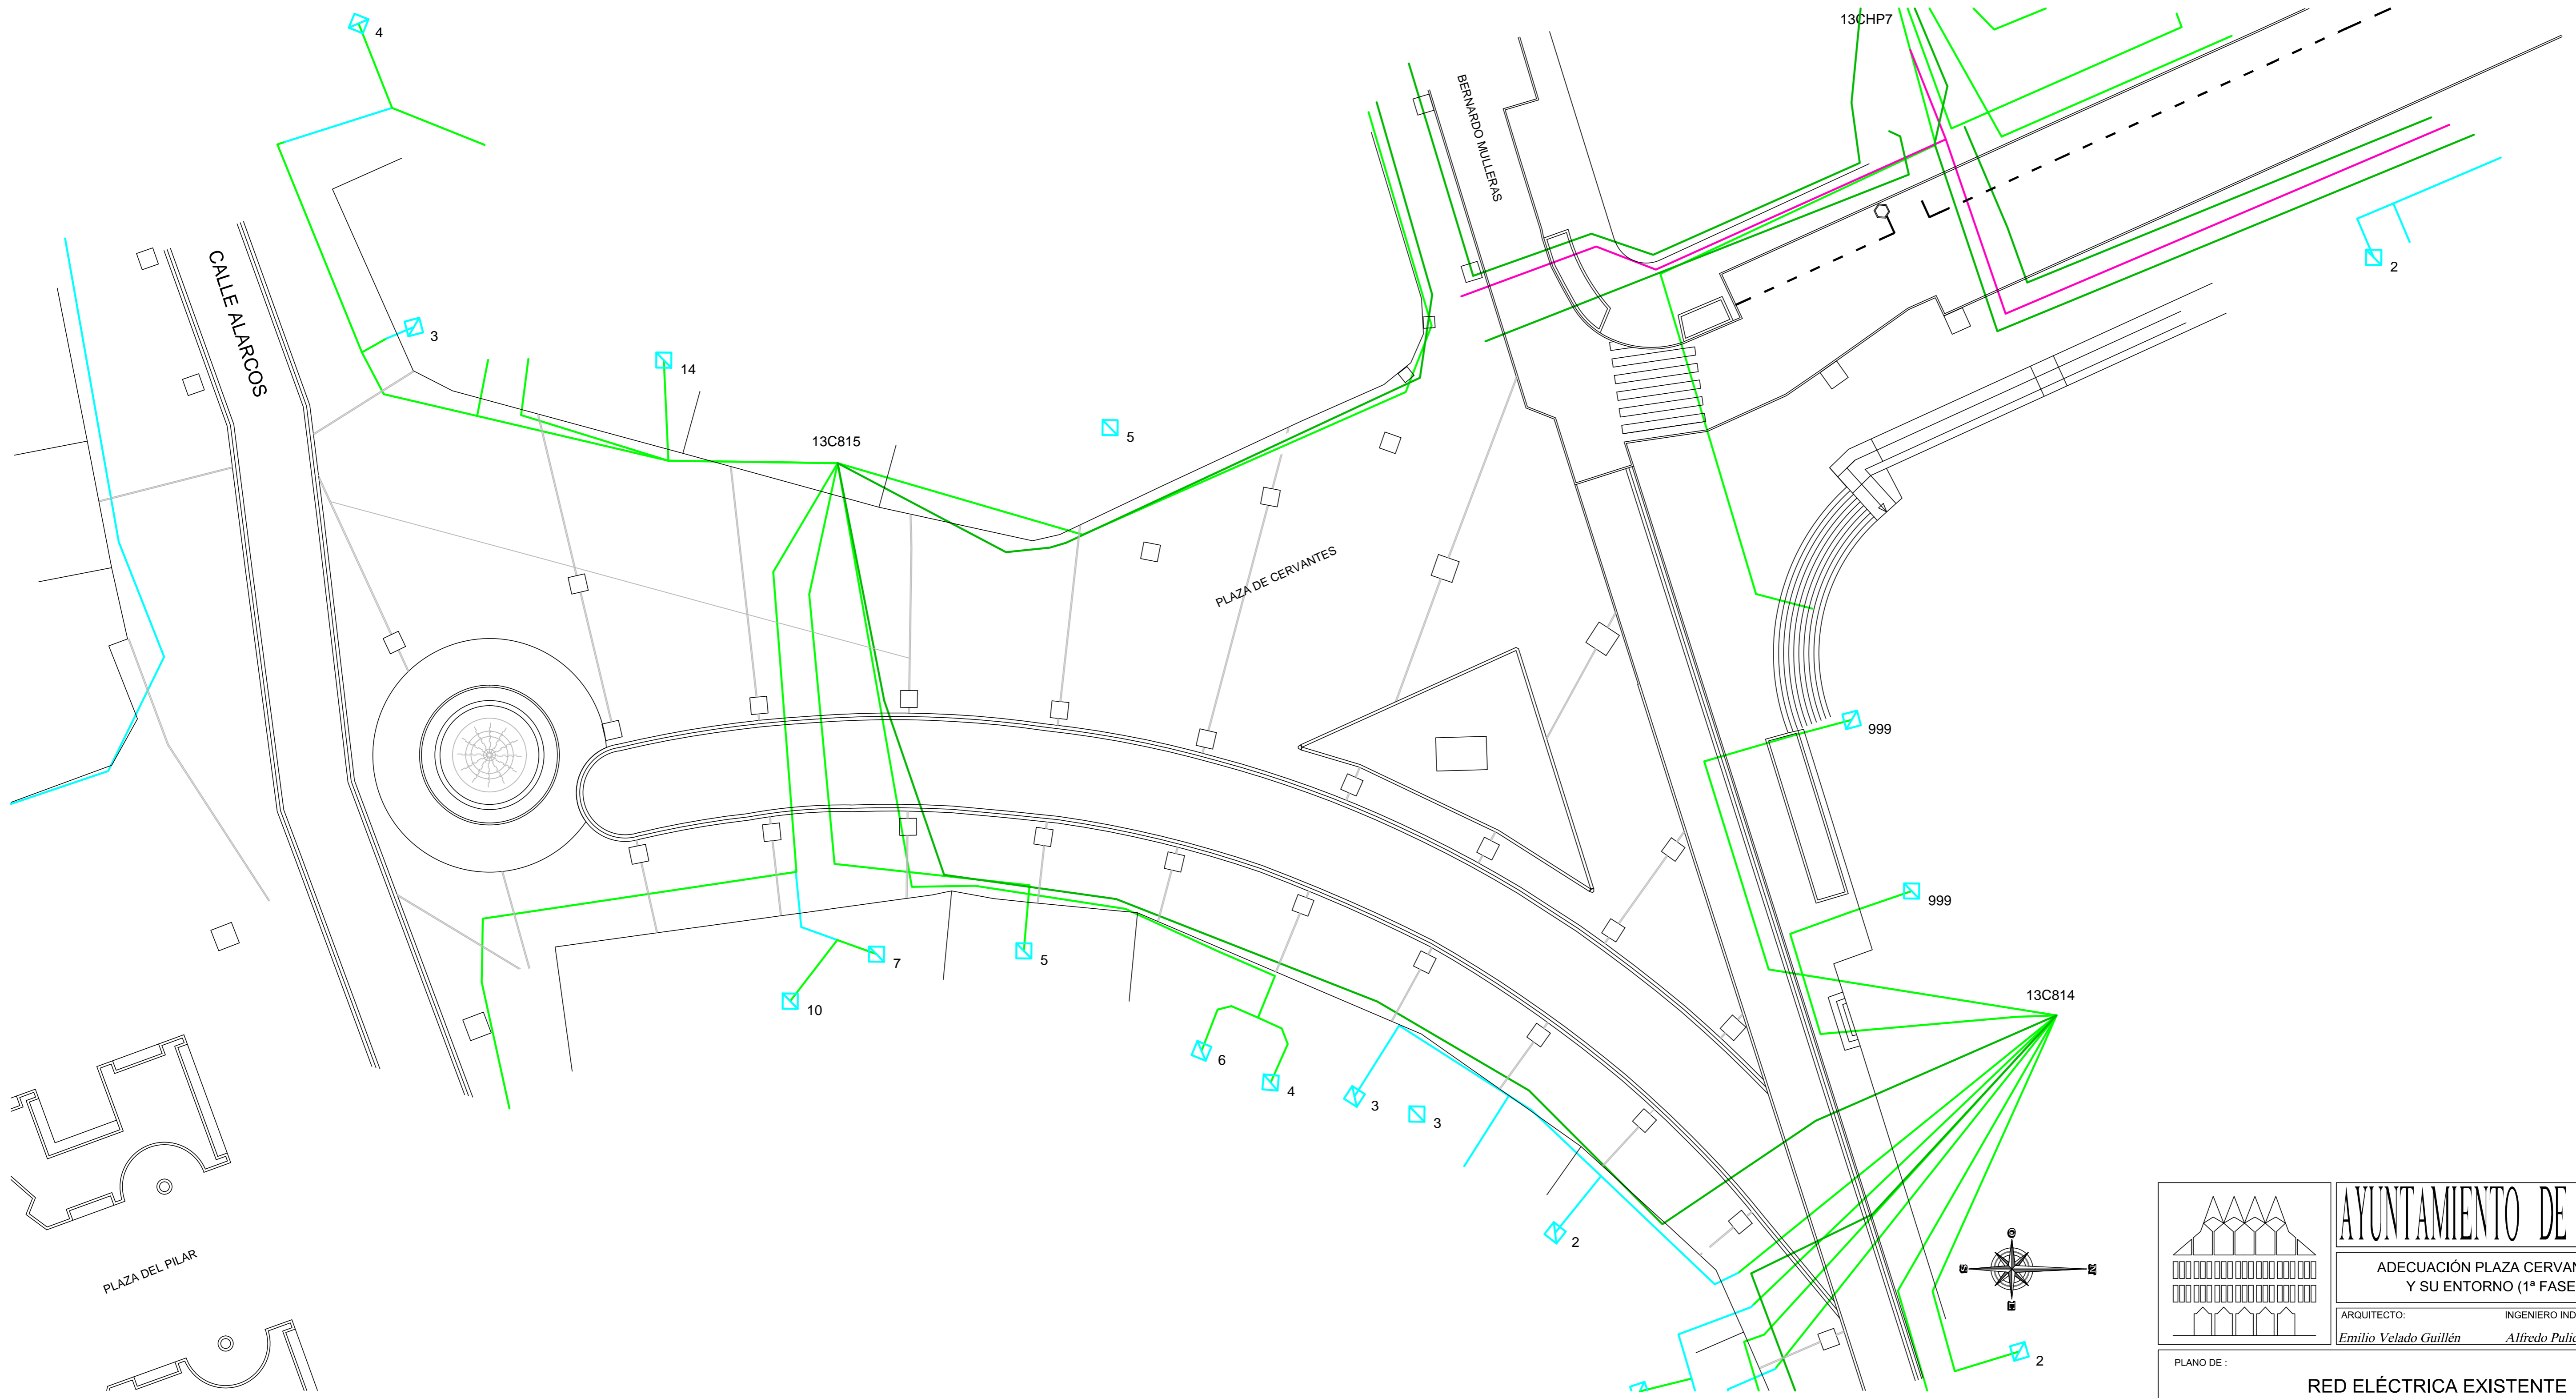 13CHP7
4
BERNARDO MULLERAS
CALLE ALARCOS
2
3
14
5
13C815
PLAZA DE CERVANTES
999
999
7
5
10
13C814
6
4
3
3
2
PLAZA DEL PILAR
2
AYUNTAMIENTO DE
ADECUACIÓN PLAZA
Y SU ENTORNO (1ª FASE
ARQUITECTO:
INGENIERO
Emilio Velado Guillén
Alfredo
PLANO DE :
RED ELÉCTRICA EXISTENTE